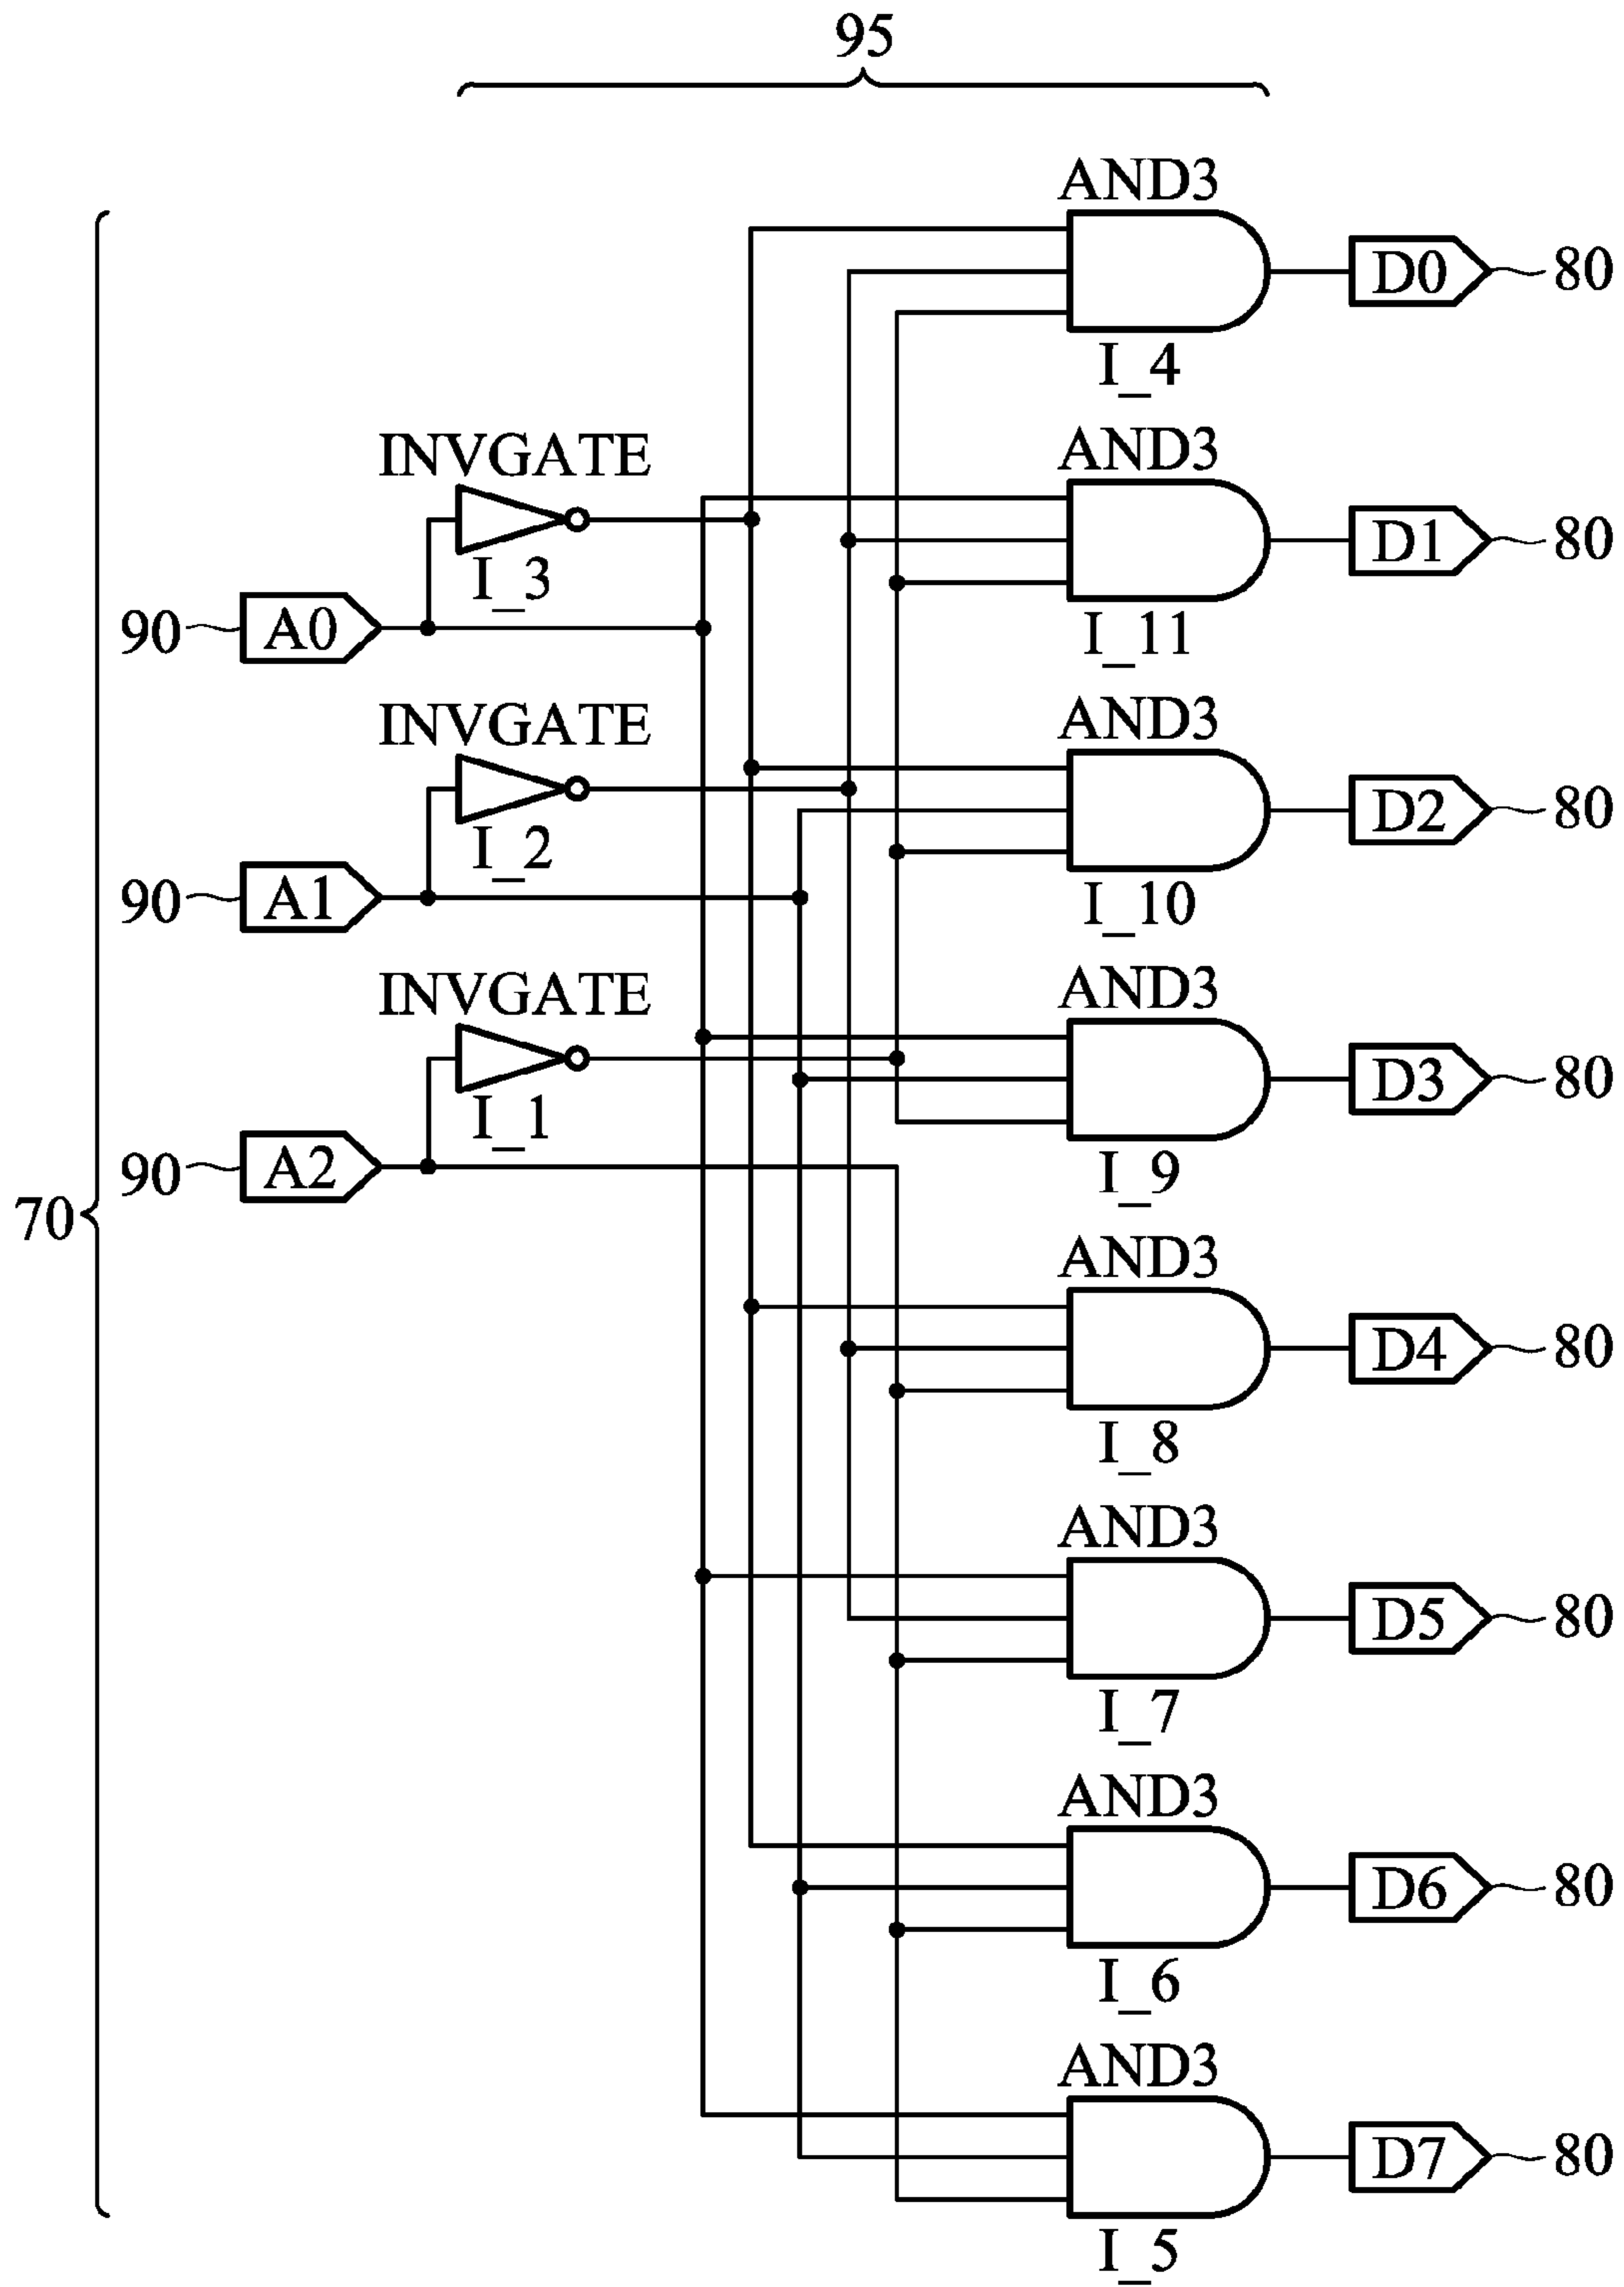 95
AND3
D0 80
I_4
INVGATE
AND3
I_3
D1 80
90 A0
I_11
INVGATE
AND3
I_2
D2 80
90 A1
I_10
INVGATE
AND3
I_1
D3 80
90 A2
I_9
70
AND3
D4 80
I_8
AND3
D5 80
I_7
AND3
D6 80
I_6
AND3
D7 80
I_5